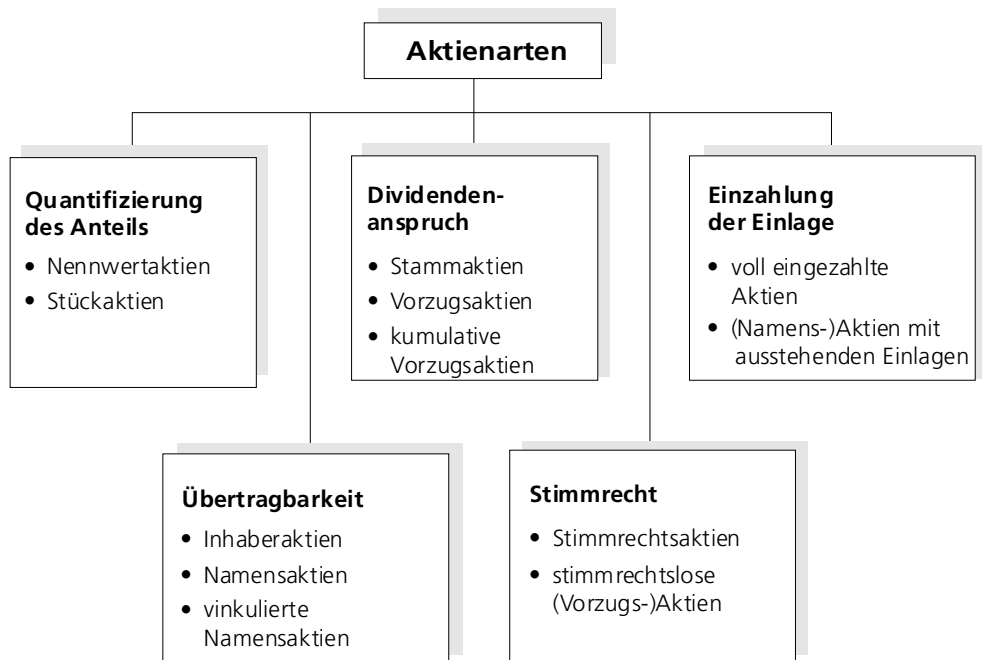 Aktienarten
Quantifizierung
des Anteils
• Nennwertaktien
• Stückaktien
Dividenden-
anspruch
• Stammaktien
• Vorzugsaktien
• kumulative
Vorzugsaktien
Einzahlung
der Einlage
• voll eingezahlte
Aktien
• (Namens-)Aktien mit
ausstehenden Einlagen
Übertragbarkeit
• Inhaberaktien
• Namensaktien
• vinkulierte
Namensaktien
Stimmrecht
• Stimmrechtsaktien
• stimmrechtslose
(Vorzugs-)Aktien